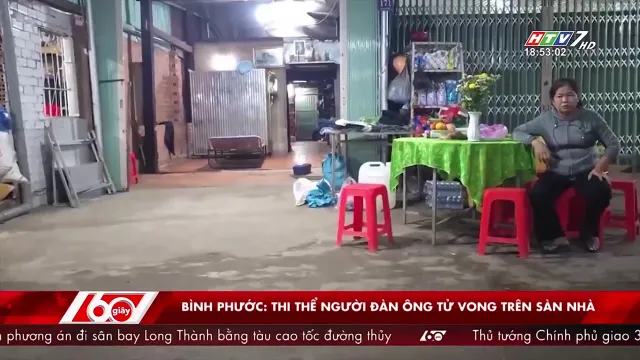 HTV7 HD
18:53:02
171
60 giây
BÌNH PHƯỚC: THI THỂ NGƯỜI ĐÀN ÔNG TỬ VONG TRÊN SÀN NHÀ
phương án đi sân bay Long Thành bằng tàu cao tốc đường thủy
60
Thủ tướng Chính phủ giao 3